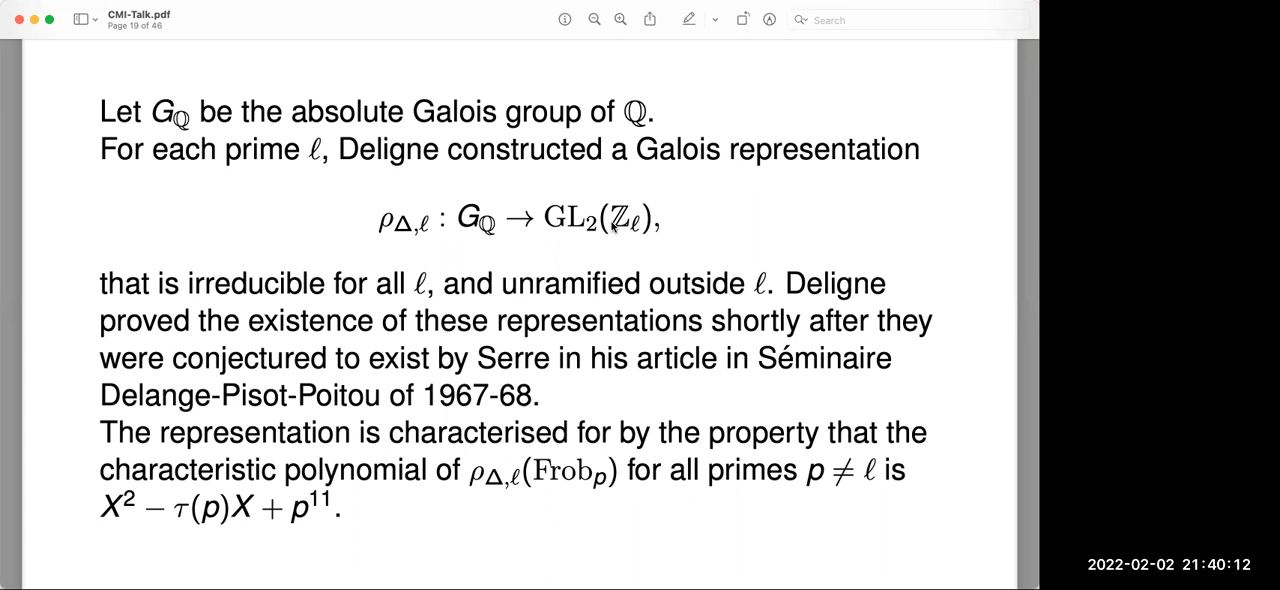 CMI-Talk.pdf
Page 19 of 46
Search
Let G_ℚ be the absolute Galois group of ℚ.
For each prime ℓ, Deligne constructed a Galois representation
ρ_{Δ,ℓ} : G_ℚ → GL₂(ℤ_ℓ),
that is irreducible for all ℓ, and unramified outside ℓ. Deligne
proved the existence of these representations shortly after they
were conjectured to exist by Serre in his article in Séminaire
Delange-Pisot-Poitou of 1967-68.
The representation is characterised for by the property that the
characteristic polynomial of ρ_{Δ,ℓ}(Frob_p) for all primes p ≠ ℓ is
X² − τ(p)X + p¹¹.
2022-02-02 21:40:12